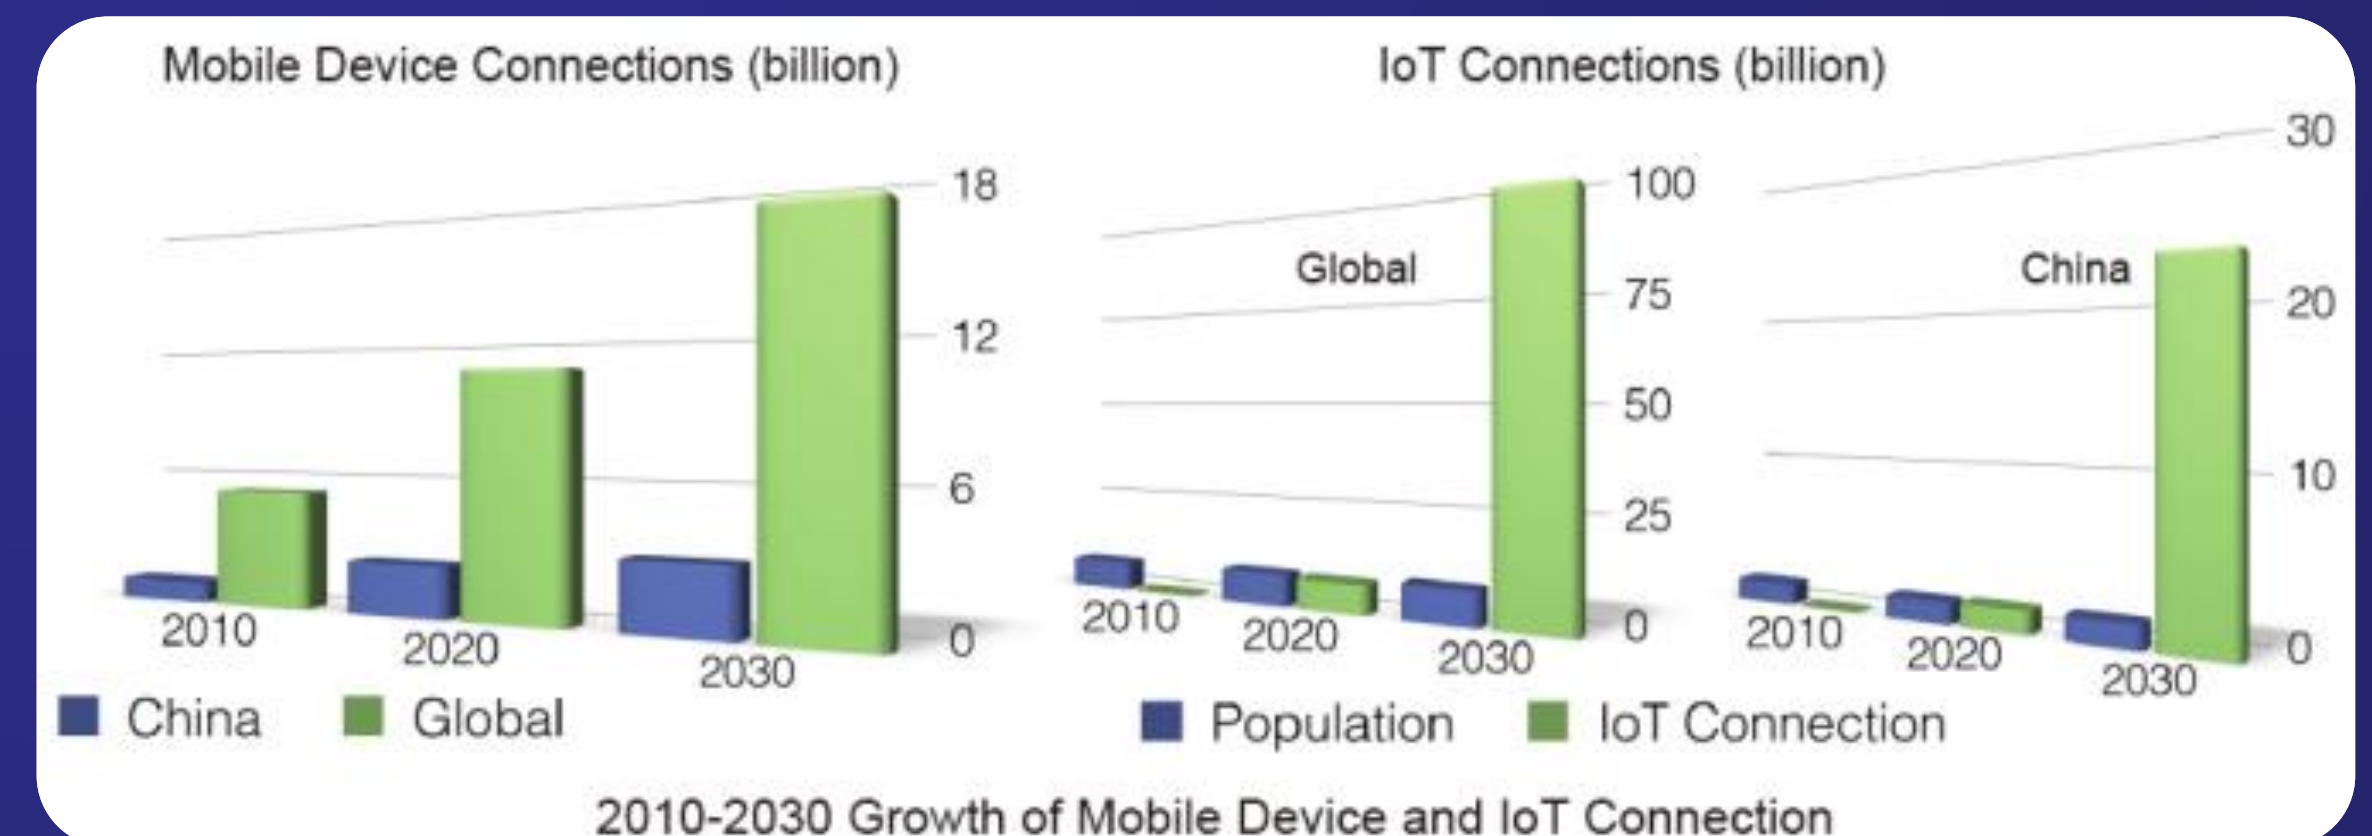 Mobile Device Connections (billion)
18
12
6
0
2010
2020
2030
China
Global
IoT Connections (billion)
Global
100
75
50
25
0
2010
2020
2030
China
30
20
10
0
2010
2020
2030
Population
IoT Connection
2010-2030 Growth of Mobile Device and IoT Connection